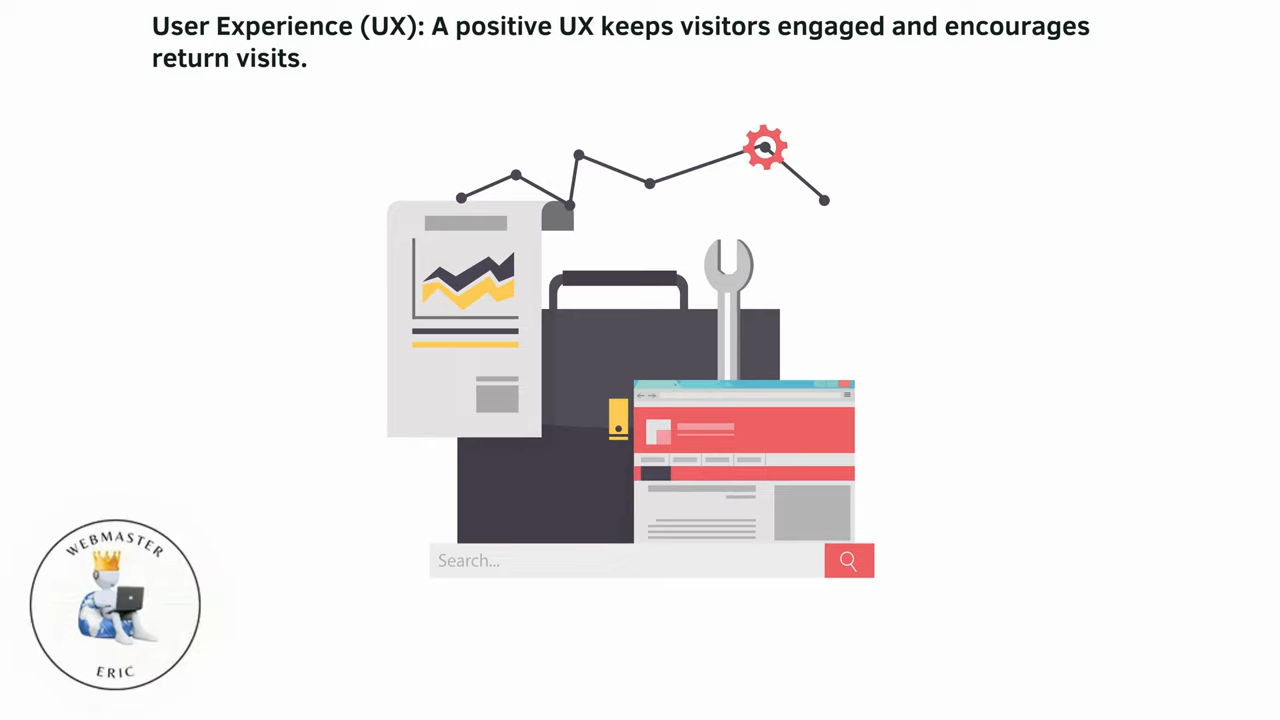 User Experience (UX): A positive UX keeps visitors engaged and encourages
return visits.
Search...
WEBMASTER
ERIC